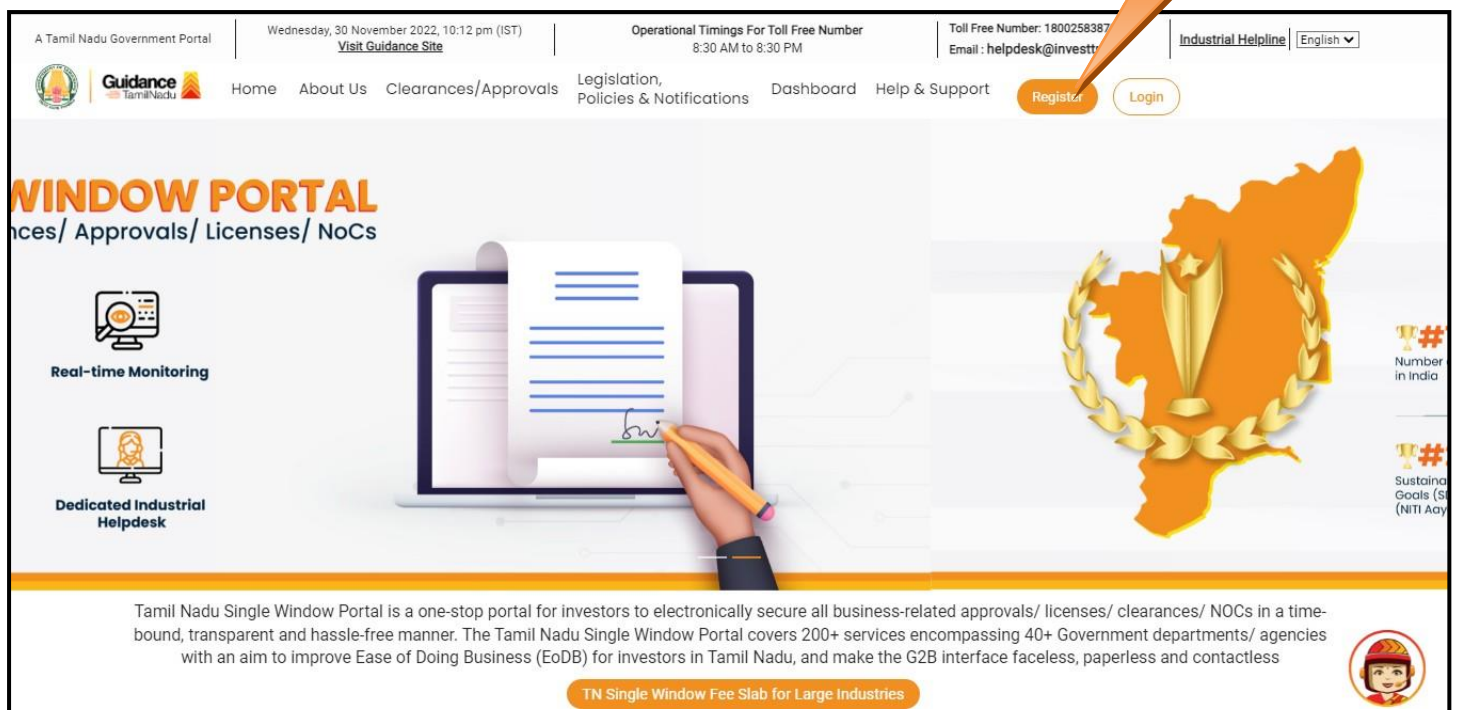 A Tamil Nadu Government Portal
Wednesday, 30 November 2022, 10:12 pm (IST)
Visit Guidance Site
Operational Timings For Toll Free Number
8:30 AM to 8:30 PM
Toll Free Number: 1800258387
Email : helpdesk@investt
Industrial Helpline
English
Guidance
TamilNadu
Home
About Us
Clearances/Approvals
Legislation,
Policies & Notifications
Dashboard
Help & Support
Register
Login
WINDOW PORTAL
nces/ Approvals/ Licenses/ NoCs
Real-time Monitoring
Dedicated Industrial
Helpdesk
#
Number
in India
#
Sustaina
Goals (S
(NITI Aay
Tamil Nadu Single Window Portal is a one-stop portal for investors to electronically secure all business-related approvals/ licenses/ clearances/ NOCs in a time-
bound, transparent and hassle-free manner. The Tamil Nadu Single Window Portal covers 200+ services encompassing 40+ Government departments/ agencies
with an aim to improve Ease of Doing Business (EoDB) for investors in Tamil Nadu, and make the G2B interface faceless, paperless and contactless
TN Single Window Fee Slab for Large Industries